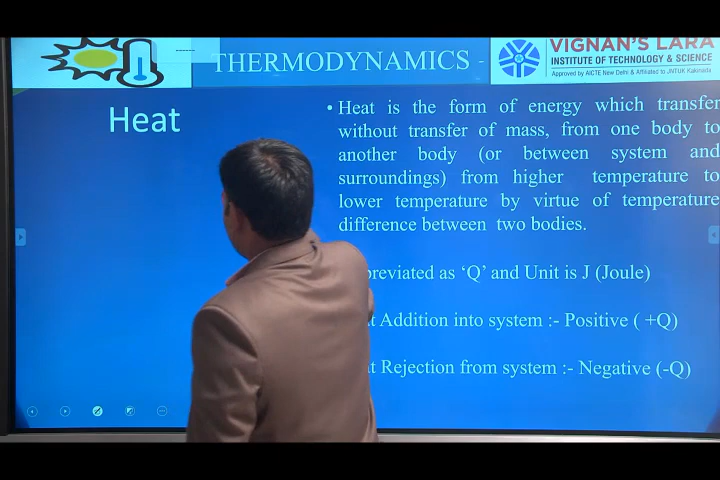 THERMODYNAMICS -
VIGNAN'S LARA
INSTITUTE OF TECHNOLOGY & SCIENCE
Approved by AICTE New Delhi & Affiliated to JNTUK Kakinada
Heat
• Heat is the form of energy which transfer
without transfer of mass, from one body to
another body (or between system and
surroundings) from higher temperature to
lower temperature by virtue of temperature
difference between two bodies.
breviated as ‘Q’ and Unit is J (Joule)
t Addition into system :- Positive ( +Q)
t Rejection from system :- Negative (-Q)